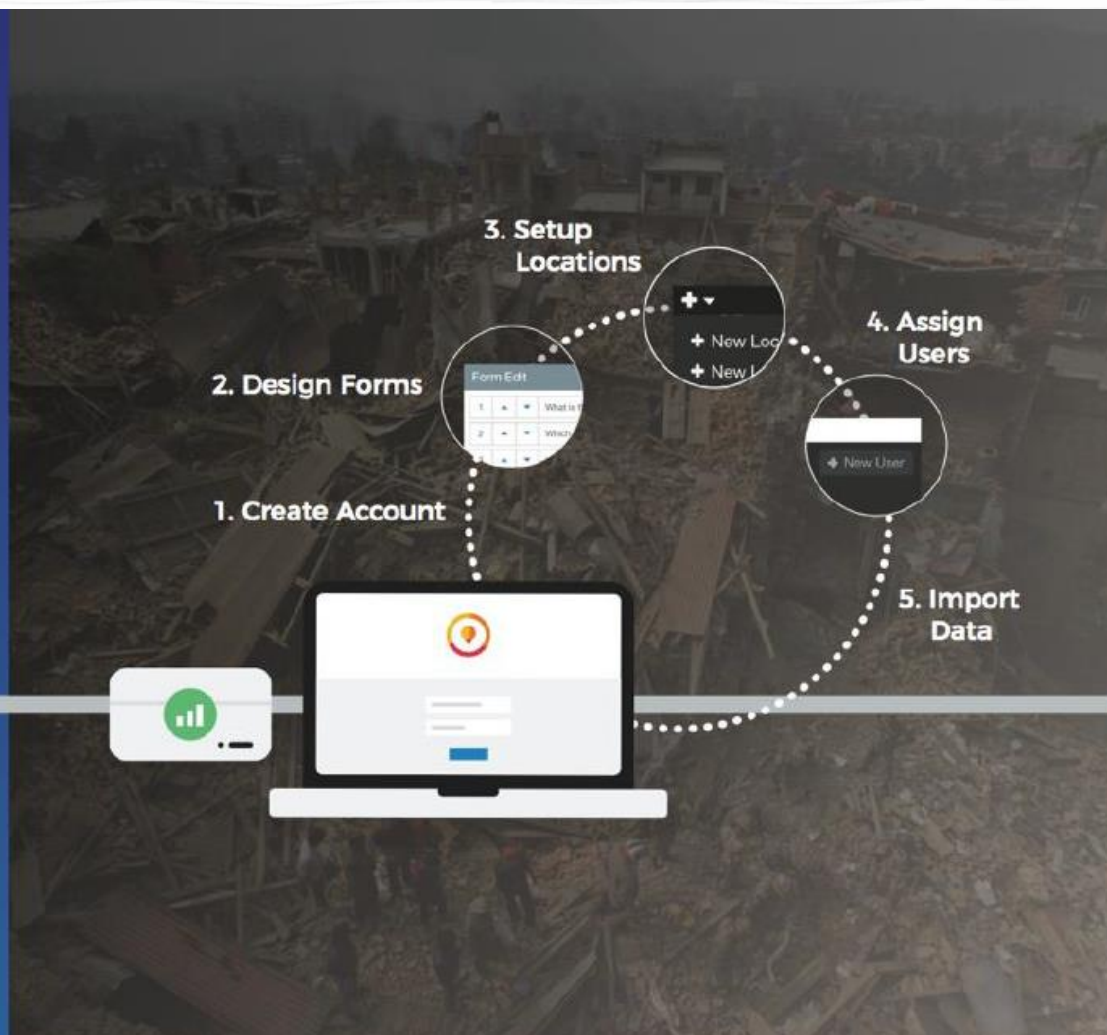 3. Setup
Locations
+ New Loc
+ New L
4. Assign
Users
+ New User
2. Design Forms
Form Edit
1 What is t
2 Which
1. Create Account
5. Import
Data